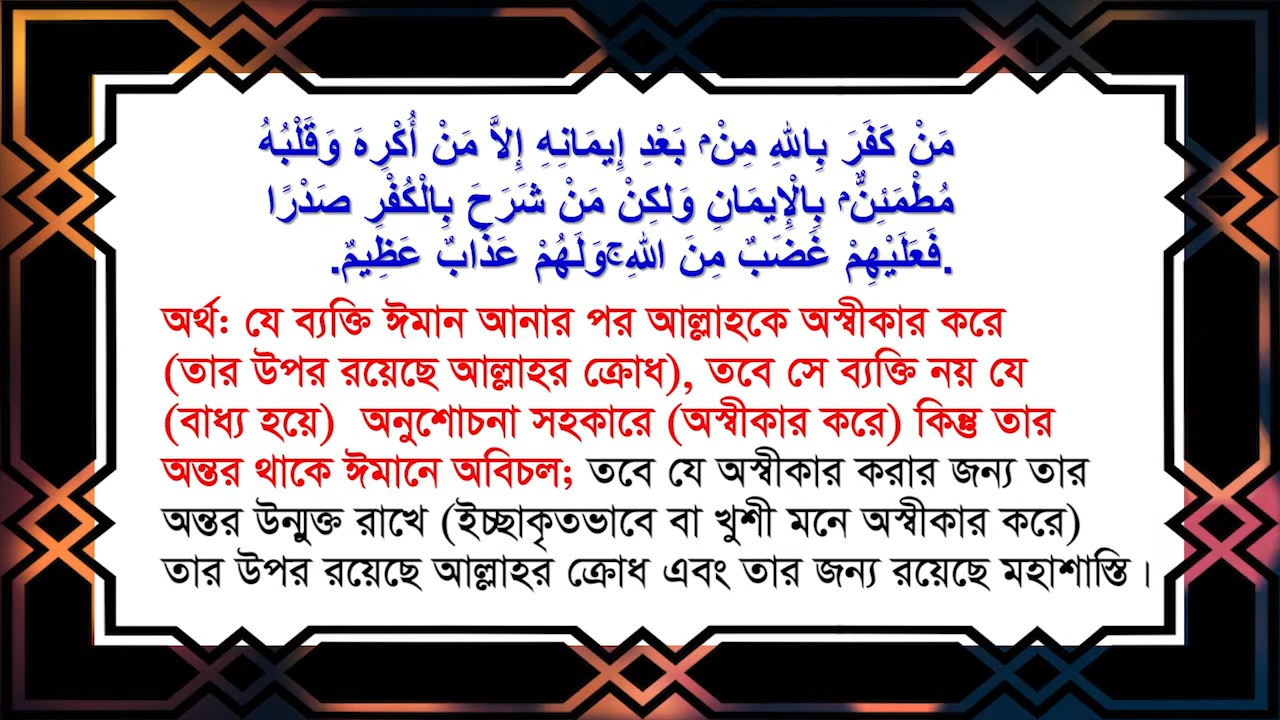 مَنْ كَفَرَ بِاللهِ مِنْۢ بَعْدِ إِيمَانِهِ إِلاَّ مَنْ أُكْرِهَ وَقَلْبُهُ
مُطْمَئِنٌّۢ بِالْإِيمَانِ وَلكِنْ مَنْ شَرَحَ بِالْكُفْرِ صَدْرًا
.فَعَلَيْهِمْ غَضَبٌ مِنَ اللهِ ۚوَلَهُمْ عَذَابٌ عَظِيمٌ.
অর্থ: যে ব্যক্তি ঈমান আনার পর আল্লাহকে অস্বীকার করে
(তার উপর রয়েছে আল্লাহর ক্রোধ), তবে সে ব্যক্তি নয় যে
(বাধ্য হয়ে) অনুশোচনা সহকারে (অস্বীকার করে) কিন্তু তার
অন্তর থাকে ঈমানে অবিচল; তবে যে অস্বীকার করার জন্য তার
অন্তর উন্মুক্ত রাখে (ইচ্ছাকৃতভাবে বা খুশী মনে অস্বীকার করে)
তার উপর রয়েছে আল্লাহর ক্রোধ এবং তার জন্য রয়েছে মহাশাস্তি।